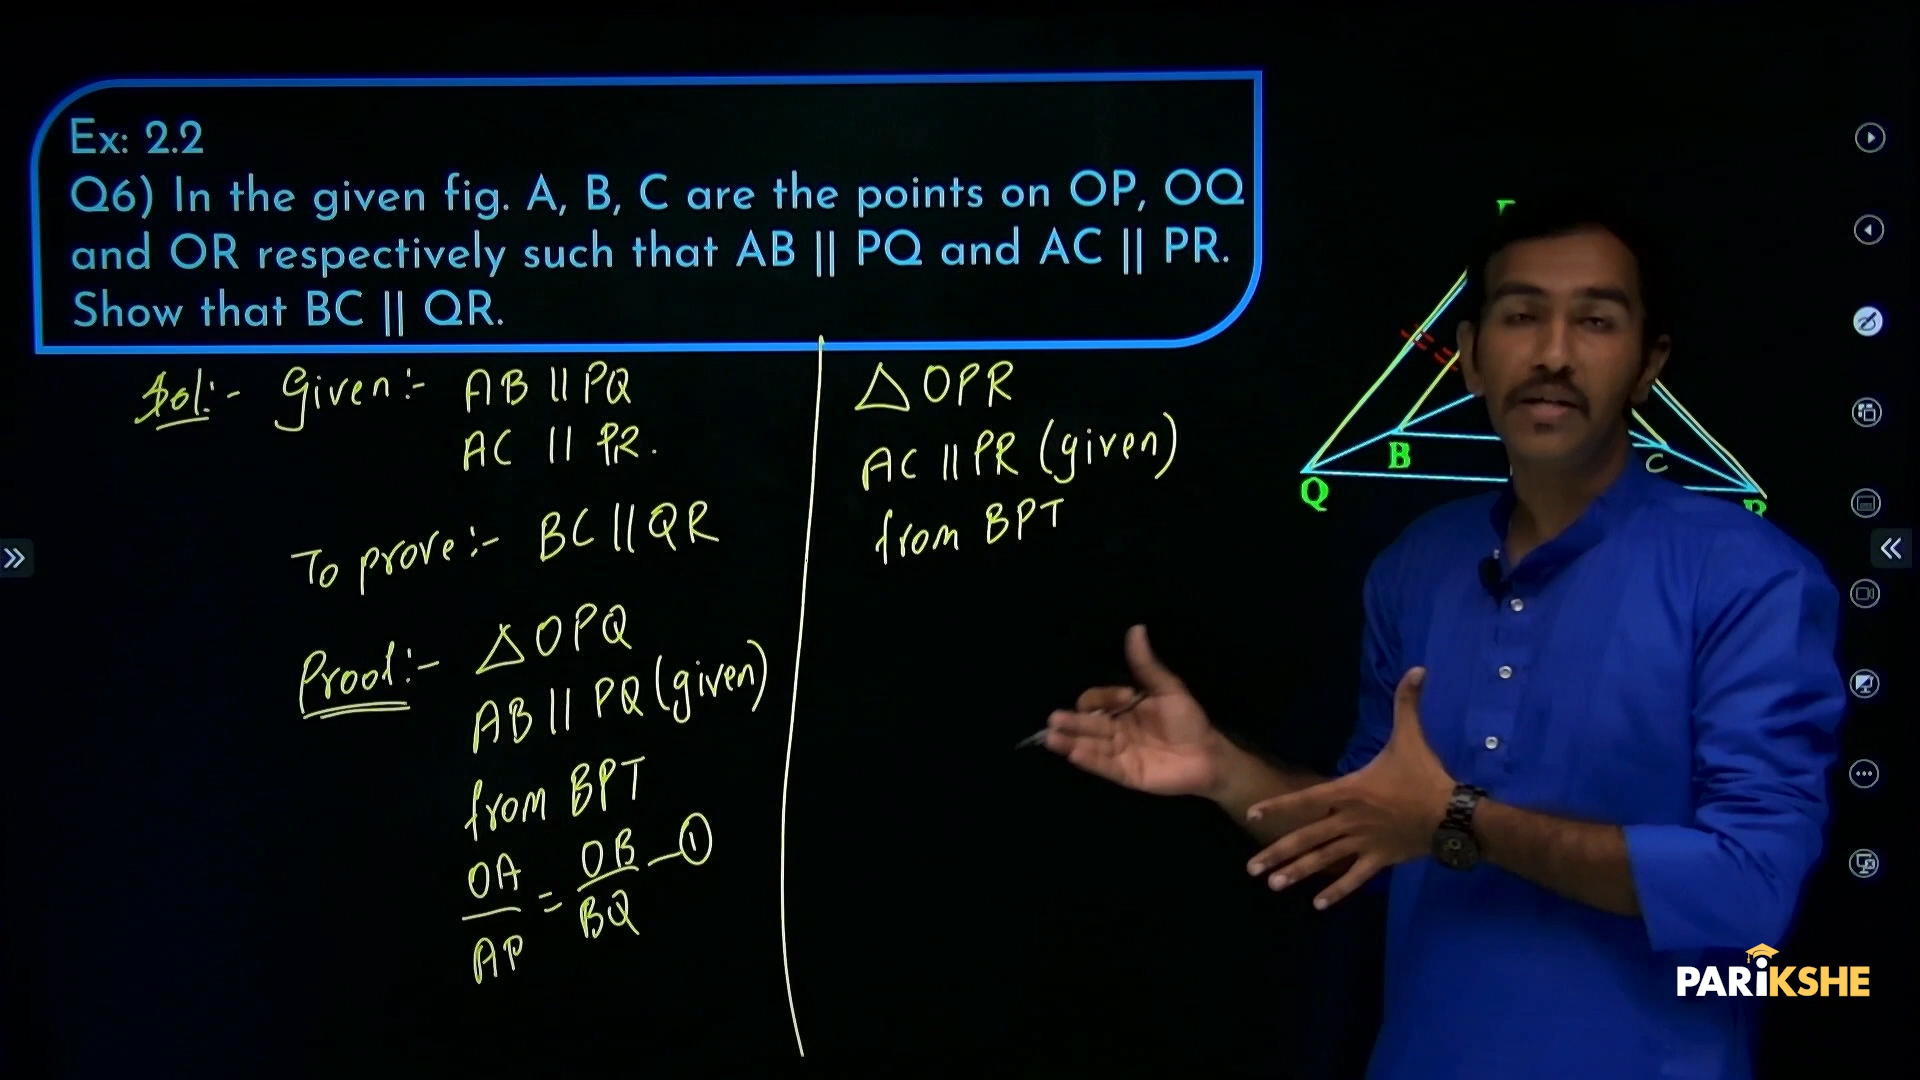 Ex: 2.2
Q6) In the given fig. A, B, C are the points on OP, OQ
and OR respectively such that AB || PQ and AC || PR.
Show that BC || QR.
Sol:- Given:- AB || PQ
AC || PR.
To prove:- BC || QR
Proof:- △OPQ
AB || PQ (given)
from BPT
OA/AP = OB/BQ —①
△OPR
AC || PR (given)
from BPT
B
C
Q
R
PARiKSHE